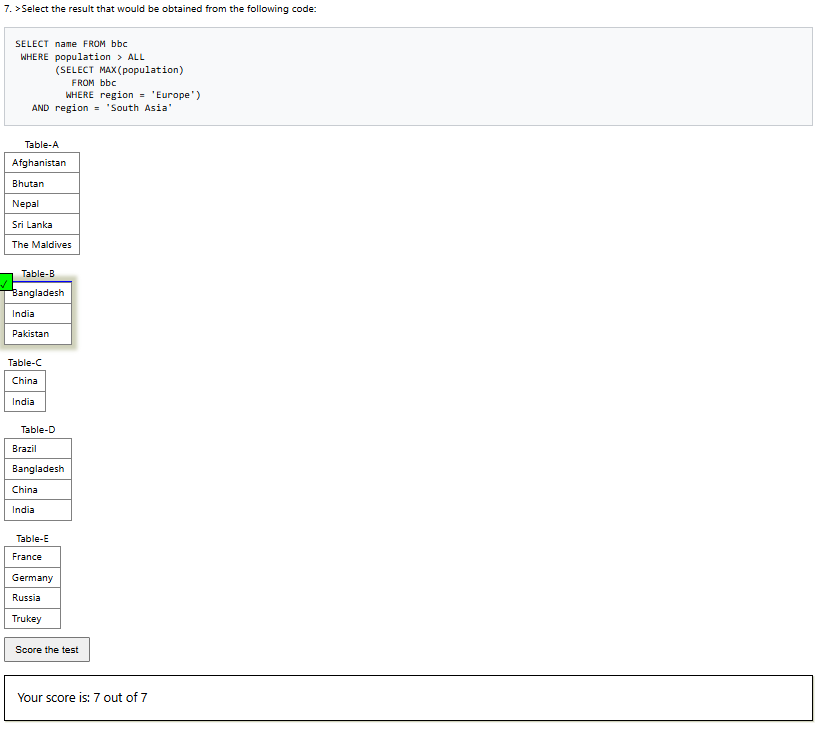 7. >Select the result that would be obtained from the following code:
SELECT name FROM bbc
WHERE population > ALL
(SELECT MAX(population)
FROM bbc
WHERE region = 'Europe')
AND region = 'South Asia'
Table-A
Afghanistan
Bhutan
Nepal
Sri Lanka
The Maldives
Table-B
Bangladesh
India
Pakistan
Table-C
China
India
Table-D
Brazil
Bangladesh
China
India
Table-E
France
Germany
Russia
Trukey
Score the test
Your score is: 7 out of 7